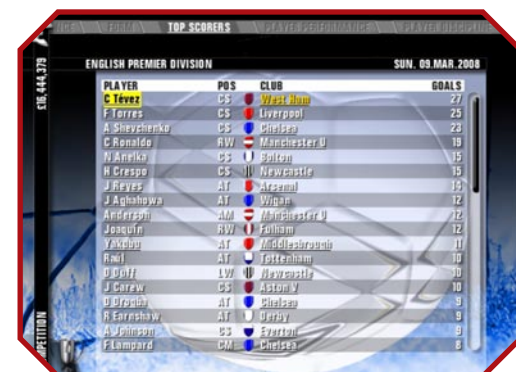 FORM TOP SCORERS PLAYER PERFORMANCE PLAYER DISCIPLINE
£16,444,379
ENGLISH PREMIER DIVISION SUN. 09.MAR.2008
PLAYER POS CLUB GOALS
C Tévez CS West Ham 27
F Torres CS Liverpool 25
A Shevchenko CS Chelsea 23
C Ronaldo RW Manchester U 19
N Anelka CS Bolton 15
H Crespo CS Newcastle 15
J Reyes AT Arsenal 14
J Aghahowa AT Wigan 12
Anderson AM Manchester U 12
Joaquín RW Fulham 12
Yakubu AT Middlesbrough 11
Raúl AT Tottenham 10
D Duff LW Newcastle 10
J Carew CS Aston V 10
D Drogba AT Chelsea 9
R Earnshaw AT Derby 9
A Johnson CS Everton 9
F Lampard CM Chelsea 8